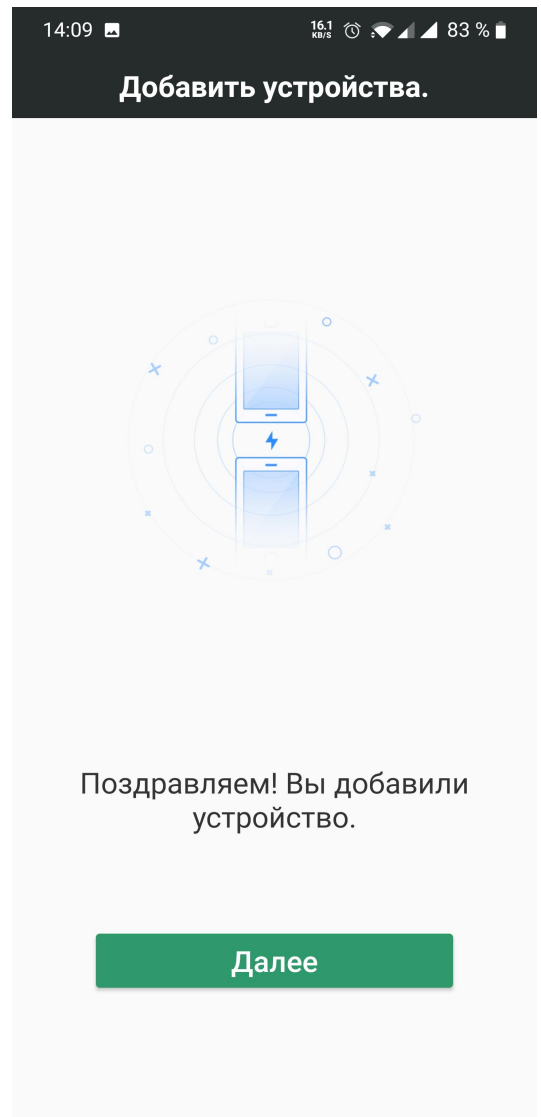 14:09
16.1
KB/S
83 %
Добавить устройства.
Поздравляем! Вы добавили
устройство.
Далее